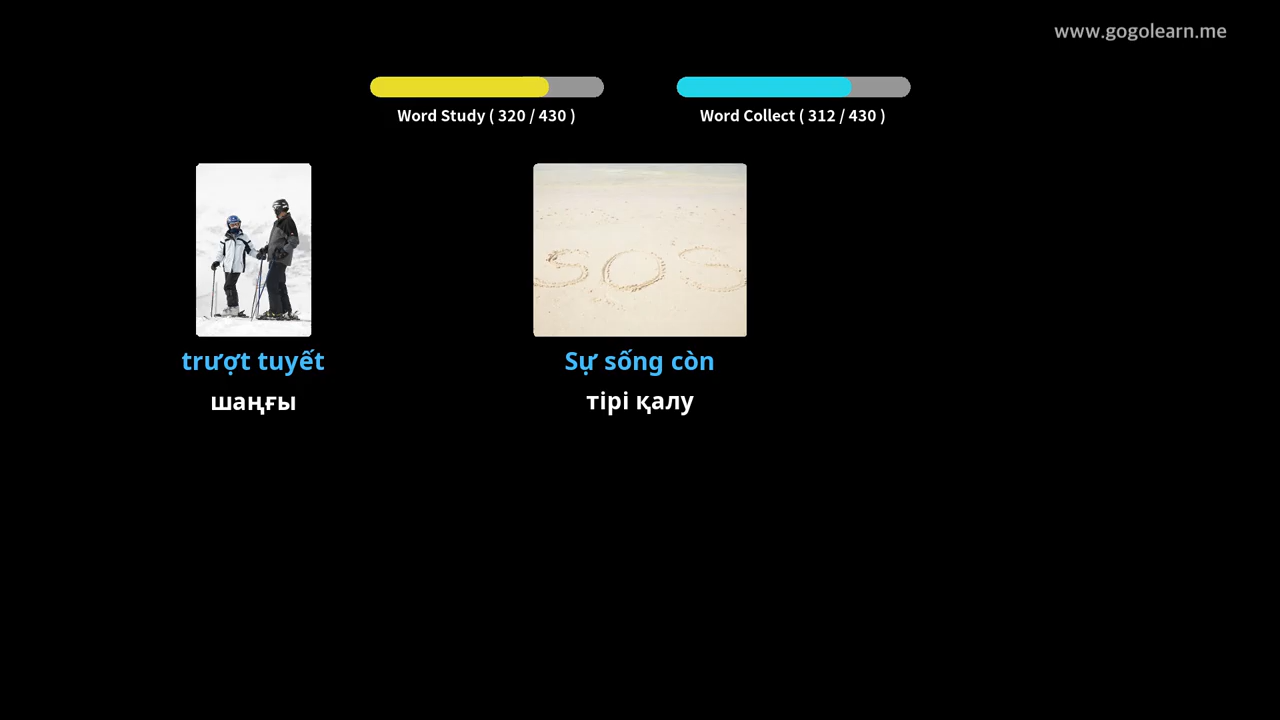 www.gogolearn.me
Word Study ( 320 / 430 )
Word Collect ( 312 / 430 )
SOS
trượt tuyết
Sự sống còn
шаңғы
тірі қалу